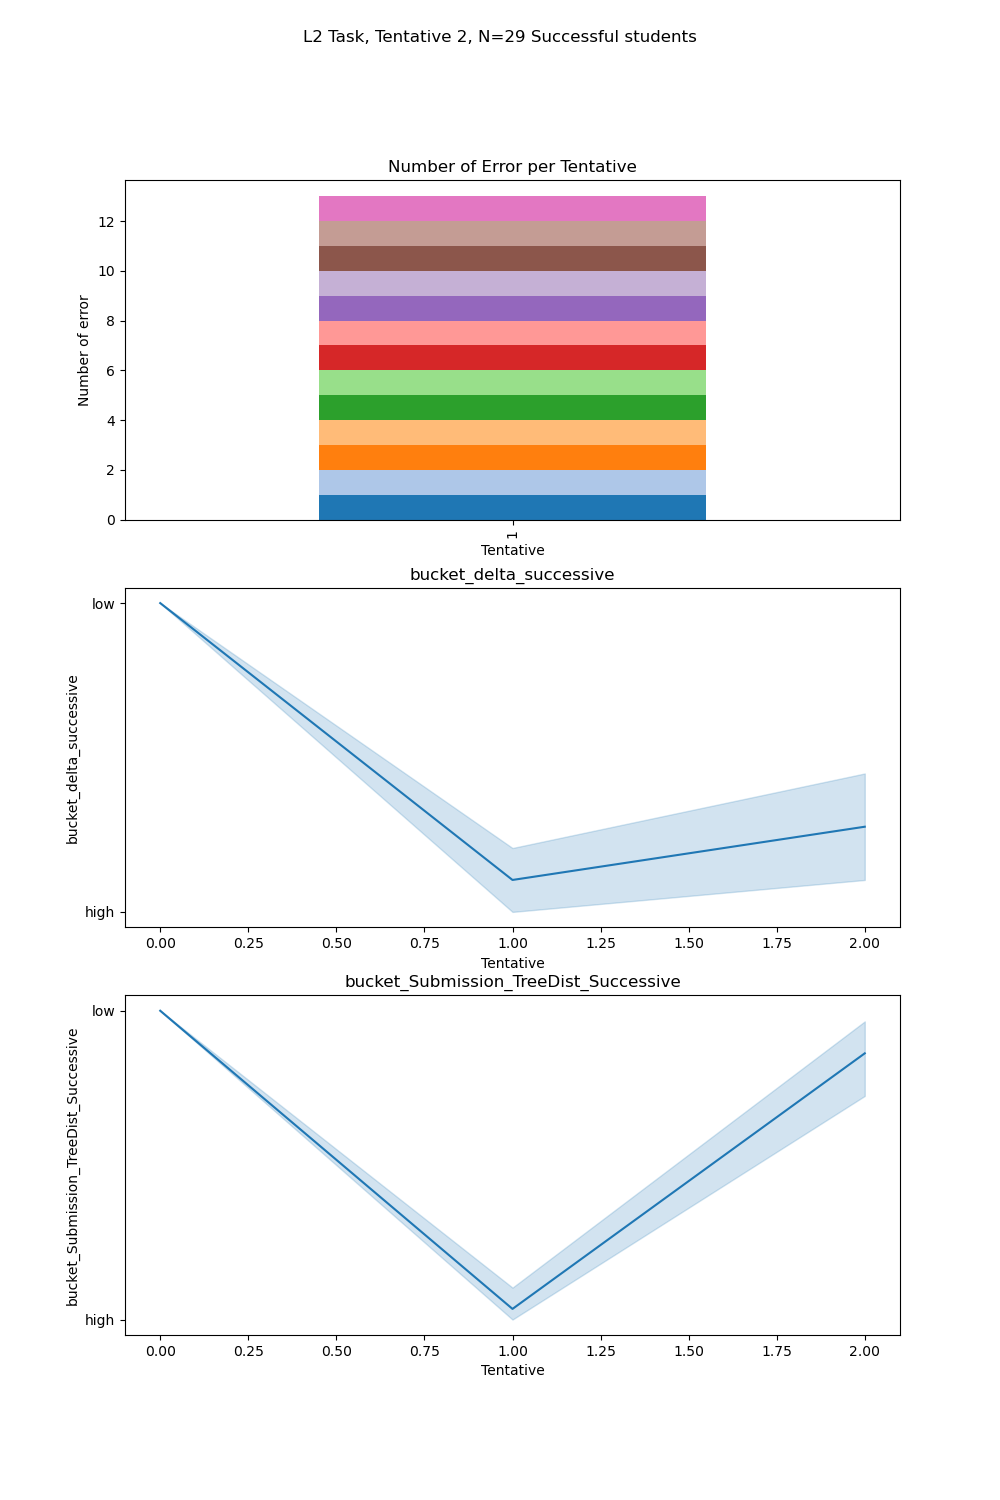 L2 Task, Tentative 2, N=29 Successful students
Number of Error per Tentative
12
10
8
6
4
2
0
Number of error
1
Tentative
bucket_delta_successive
low
high
bucket_delta_successive
0.00 0.25 0.50 0.75 1.00 1.25 1.50 1.75 2.00
Tentative
bucket_Submission_TreeDist_Successive
low
high
bucket_Submission_TreeDist_Successive
0.00 0.25 0.50 0.75 1.00 1.25 1.50 1.75 2.00
Tentative